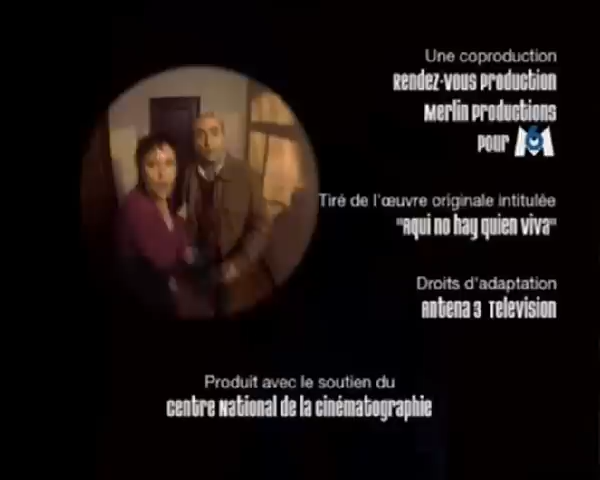 Une coproduction
Rendez-vous Production
Merlin productions
pour M6
Tiré de l'œuvre originale intitulée
"Aqui no hay quien viva"
Droits d'adaptation
Antena 3 Television
Produit avec le soutien du
Centre National de la cinématographie